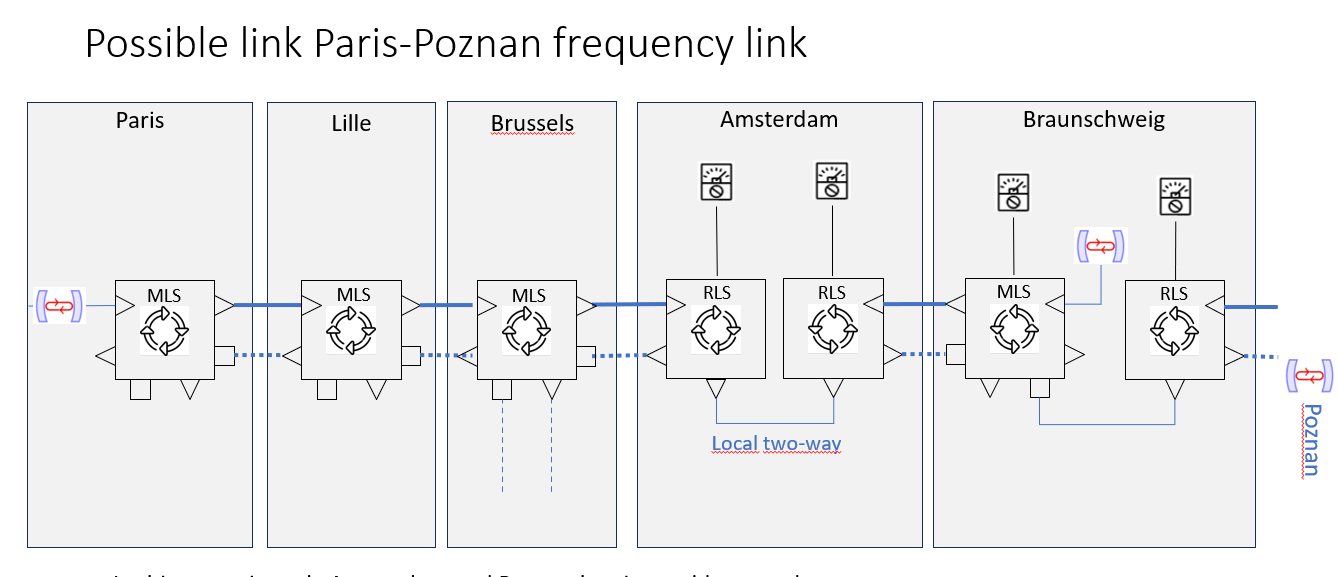 Possible link Paris-Poznan frequency link
Paris
Lille
Brussels
Amsterdam
Braunschweig
MLS
MLS
MLS
RLS
RLS
MLS
RLS
Local two-way
Poznan